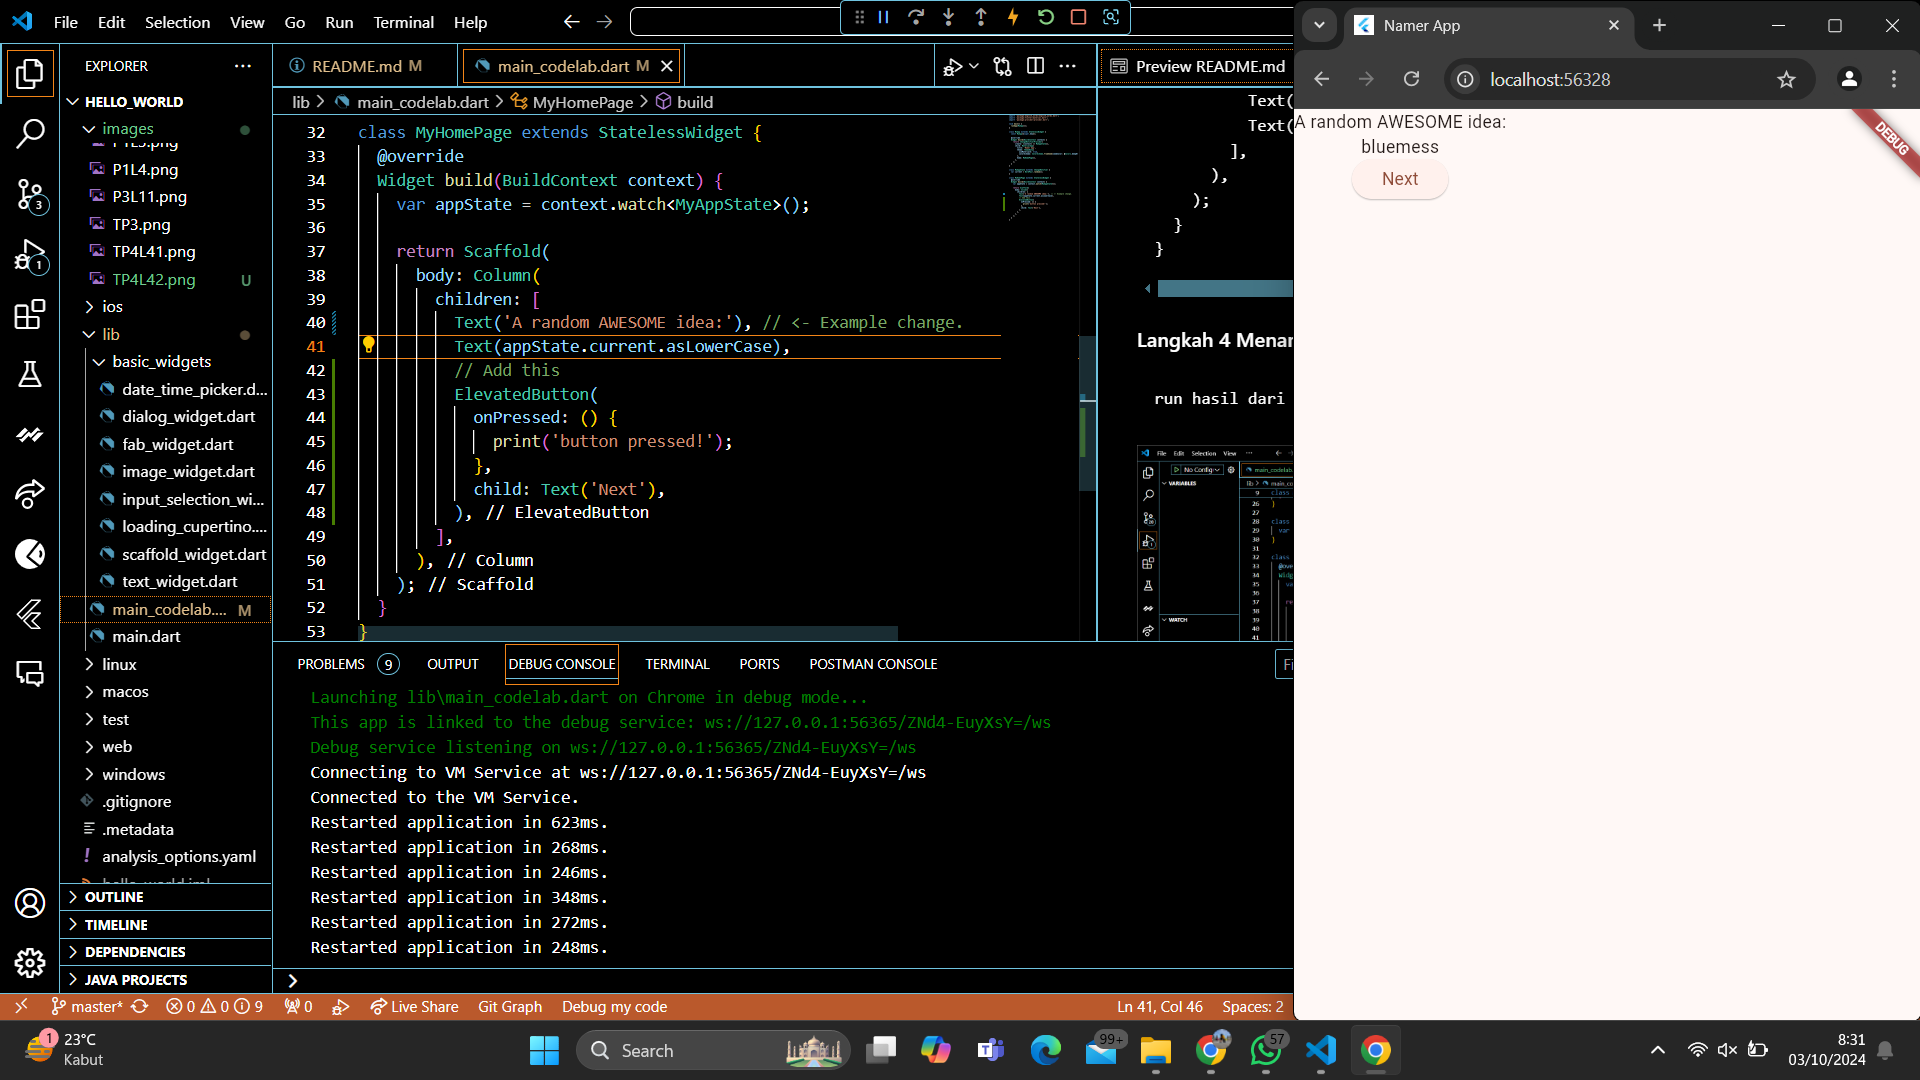 File Edit Selection View Go Run Terminal Help
EXPLORER
HELLO_WORLD
images
P1L4.png
P3L11.png
TP3.png
TP4L41.png
TP4L42.png U
ios
lib
basic_widgets
date_time_picker.d...
dialog_widget.dart
fab_widget.dart
image_widget.dart
input_selection_wi...
loading_cupertino....
scaffold_widget.dart
text_widget.dart
main_codelab.... M
main.dart
linux
macos
test
web
windows
.gitignore
.metadata
analysis_options.yaml
OUTLINE
TIMELINE
DEPENDENCIES
JAVA PROJECTS
3
1
README.md M
main_codelab.dart M
lib > main_codelab.dart > MyHomePage > build
32 class MyHomePage extends StatelessWidget {
33 @override
34 Widget build(BuildContext context) {
35 var appState = context.watch<MyAppState>();
36
37 return Scaffold(
38 body: Column(
39 children: [
40 Text('A random AWESOME idea:'), // <- Example change.
41 Text(appState.current.asLowerCase),
42 // Add this
43 ElevatedButton(
44 onPressed: () {
45 print('button pressed!');
46 },
47 child: Text('Next'),
48 ), // ElevatedButton
49 ],
50 ), // Column
51 ); // Scaffold
52 }
53 }
Preview README.md
Text(
Text(
],
),
);
}
}
Langkah 4 Menar
run hasil dari
PROBLEMS 9 OUTPUT DEBUG CONSOLE TERMINAL PORTS POSTMAN CONSOLE
Launching lib\main_codelab.dart on Chrome in debug mode...
This app is linked to the debug service: ws://127.0.0.1:56365/ZNd4-EuyXsY=/ws
Debug service listening on ws://127.0.0.1:56365/ZNd4-EuyXsY=/ws
Connecting to VM Service at ws://127.0.0.1:56365/ZNd4-EuyXsY=/ws
Connected to the VM Service.
Restarted application in 623ms.
Restarted application in 268ms.
Restarted application in 246ms.
Restarted application in 348ms.
Restarted application in 272ms.
Restarted application in 248ms.
master* 0 0 9 0 Live Share Git Graph Debug my code Ln 41, Col 46 Spaces: 2
Namer App
localhost:56328
A random AWESOME idea:
bluemess
Next
DEBUG
1
23°C
Kabut
Search
99+
57
8:31
03/10/2024